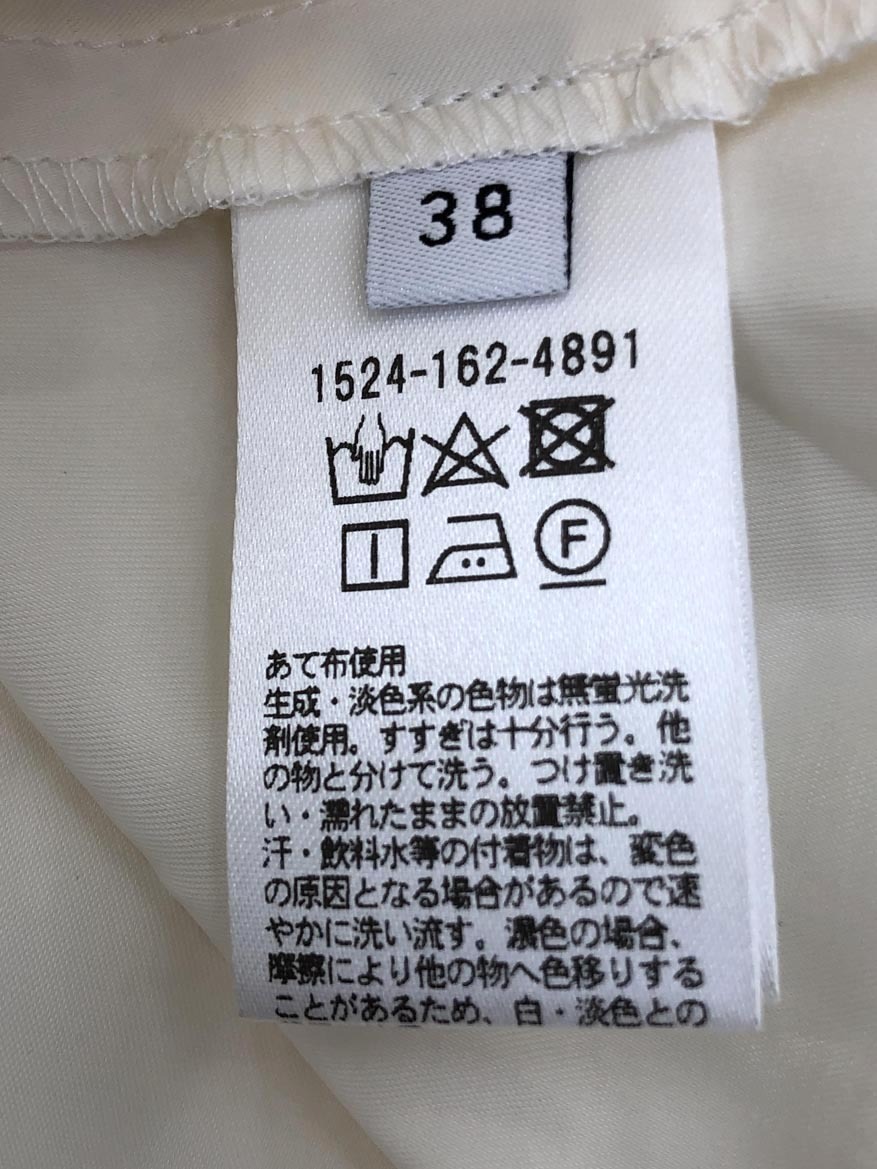 38
1524-162-4891
F
あて布使用
生成・淡色系の色物は無蛍光洗
剤使用。すすぎは十分行う。他
の物と分けて洗う。つけ置き洗
い・濡れたままの放置禁止。
汗・飲料水等の付着物は、変色
の原因となる場合があるので速
やかに洗い流す。濃色の場合、
摩擦により他の物へ色移りする
ことがあるため、白・淡色との